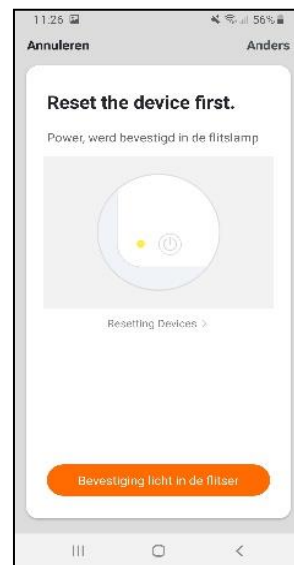 11.26 56%
Annuleren Anders
Reset the device first.
Power, werd bevestigd in de flitslamp
Resetting Devices >
Bevestiging licht in de flitser